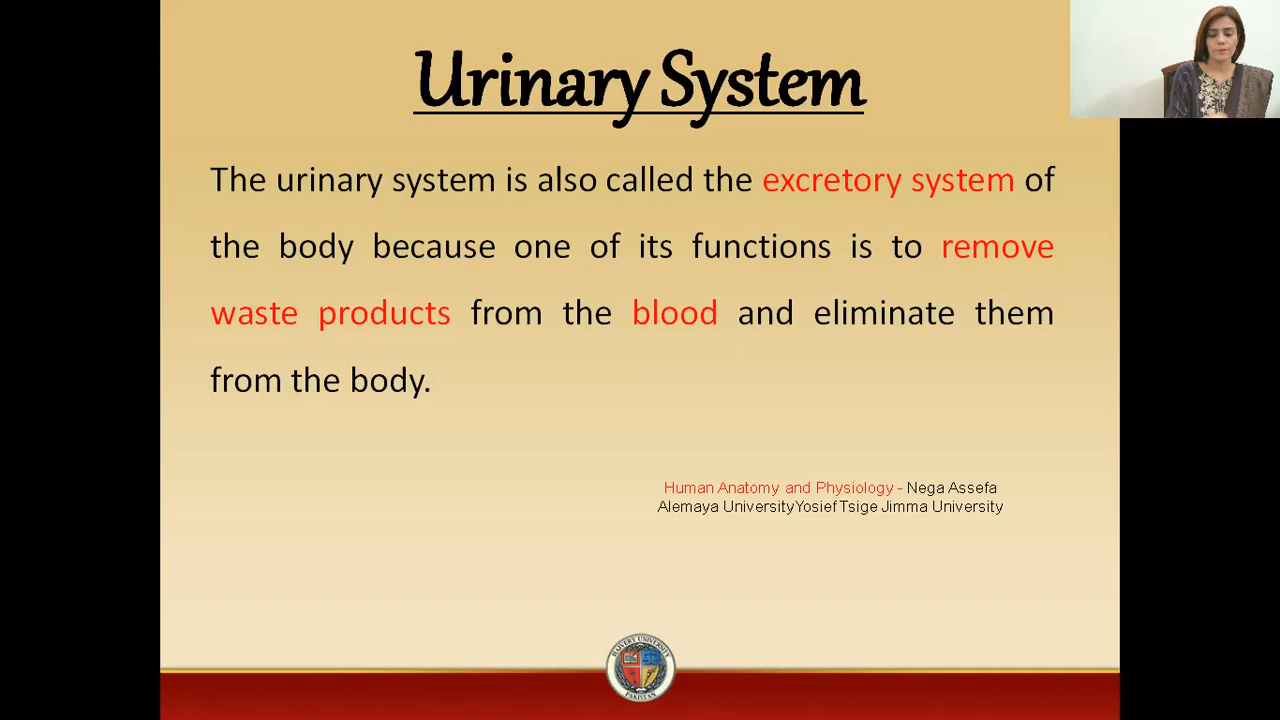 Urinary System
The urinary system is also called the excretory system of
the body because one of its functions is to remove
waste products from the blood and eliminate them
from the body.
Human Anatomy and Physiology - Nega Assefa
Alemaya UniversityYosief Tsige Jimma University
PAKISTAN